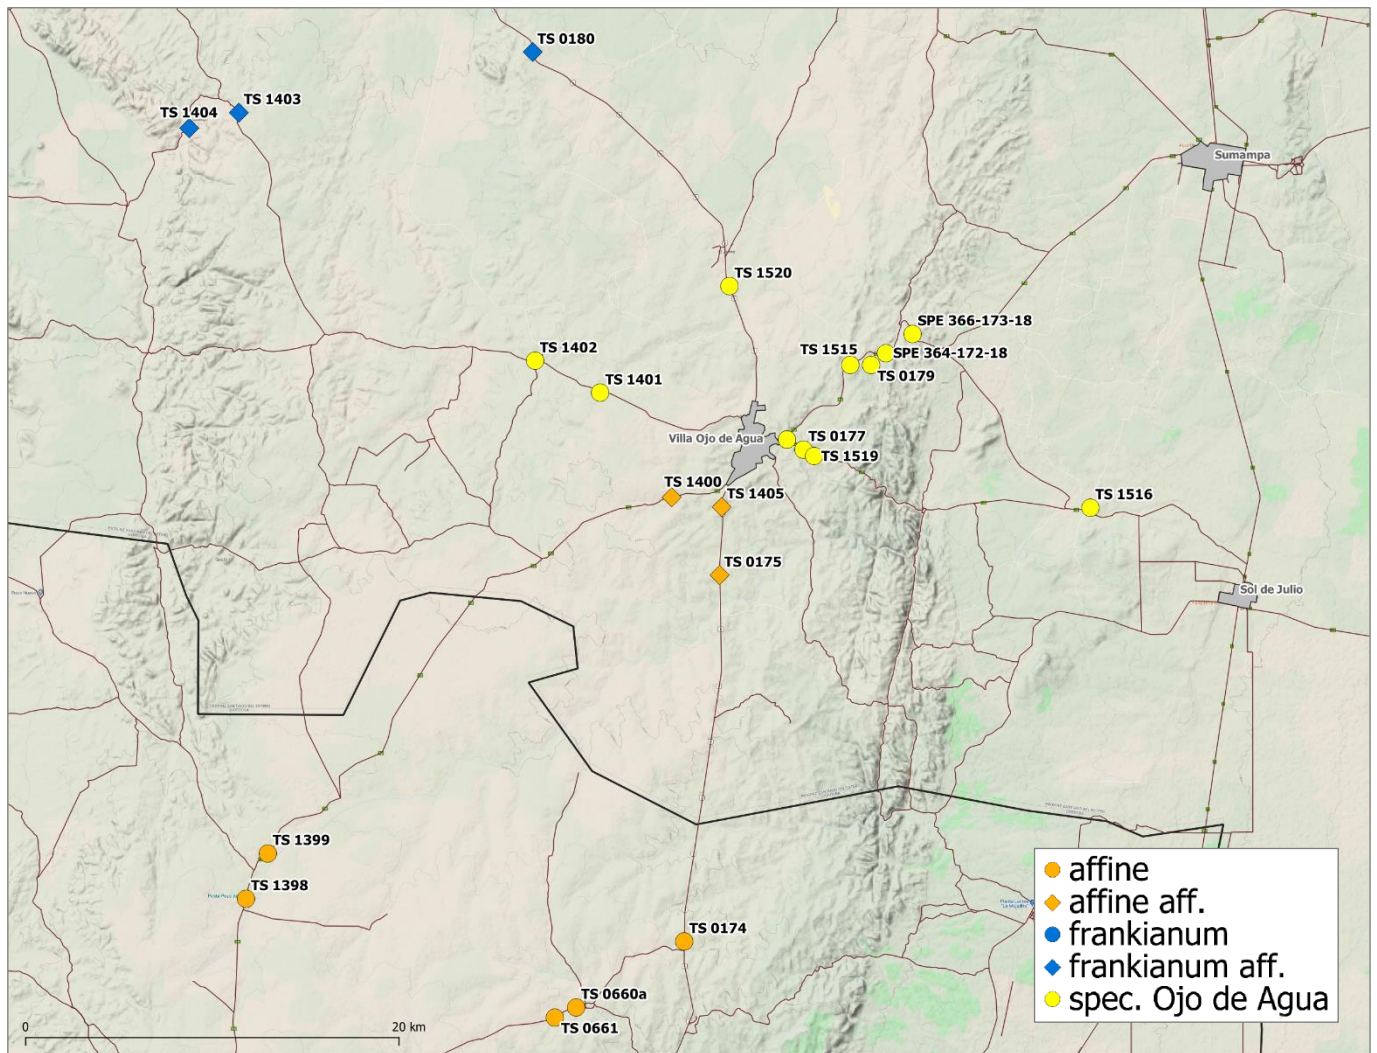 TS 0180
TS 1403
TS 1404
Sumampa
TS 1520
SPE 366-173-18
TS 1402
TS 1515
SPE 364-172-18
TS 0179
TS 1401
Villa Ojo de Agua
TS 0177
TS 1519
TS 1400
TS 1405
TS 1516
TS 0175
Sol de Julio
TS 1399
TS 1398
TS 0174
TS 0660a
TS 0661
affine
affine aff.
frankianum
frankianum aff.
spec. Ojo de Agua
0
20 km